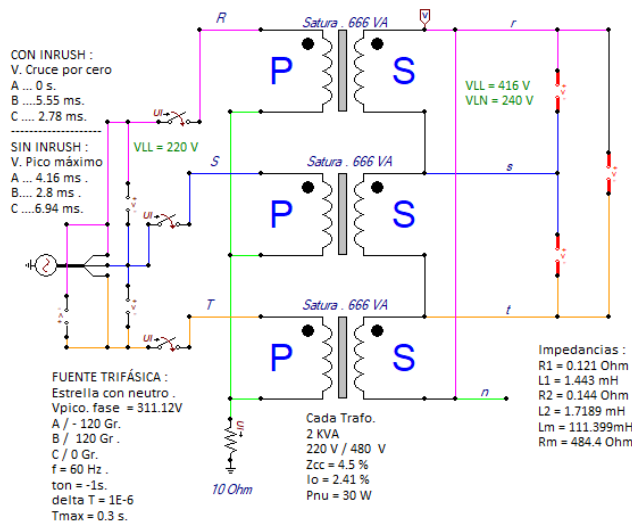 R
Satura . 666 VA
r
V
CON INRUSH :
V. Cruce por cero
A ... 0 s.
B ...5.55 ms.
C .... 2.78 ms.
--------------------
SIN INRUSH :
V. Pico máximo
A ... 4.16 ms .
B.... 2.8 ms.
C ....6.94 ms.
P
S
VLL = 416 V
VLN = 240 V
UI
VLL = 220 V
S
Satura . 666 VA
s
P
S
UI
T
Satura . 666 VA
t
P
S
UI
n
FUENTE TRIFÁSICA :
Estrella con neutro .
Vpico. fase = 311.12V
A / - 120 Gr.
B / 120 Gr .
C / 0 Gr.
f = 60 Hz .
ton = -1s.
delta T = 1E-6
Tmax = 0.3 s.
UI
10 Ohm
Cada Trafo.
2 KVA
220 V / 480 V
Zcc = 4.5 %
Io = 2.41 %
Pnu = 30 W
Impedancias :
R1 = 0.121 Ohm
L1 = 1.443 mH
R2 = 0.144 Ohm
L2 = 1.7189 mH
Lm = 111.399mH
Rm = 484.4 Ohm